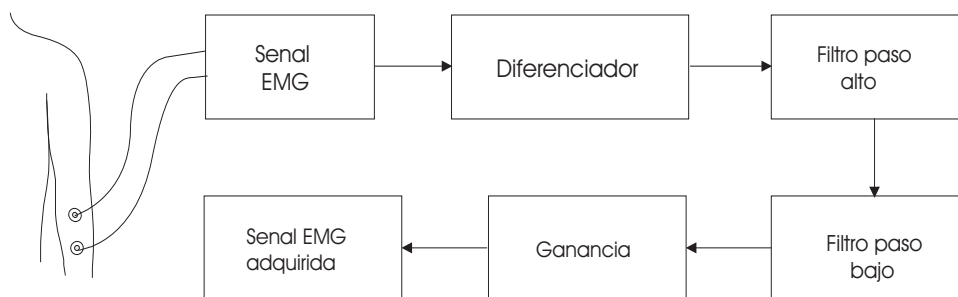 Senal
EMG
Diferenciador
Filtro paso
alto
Filtro paso
bajo
Ganancia
Senal EMG
adquirida